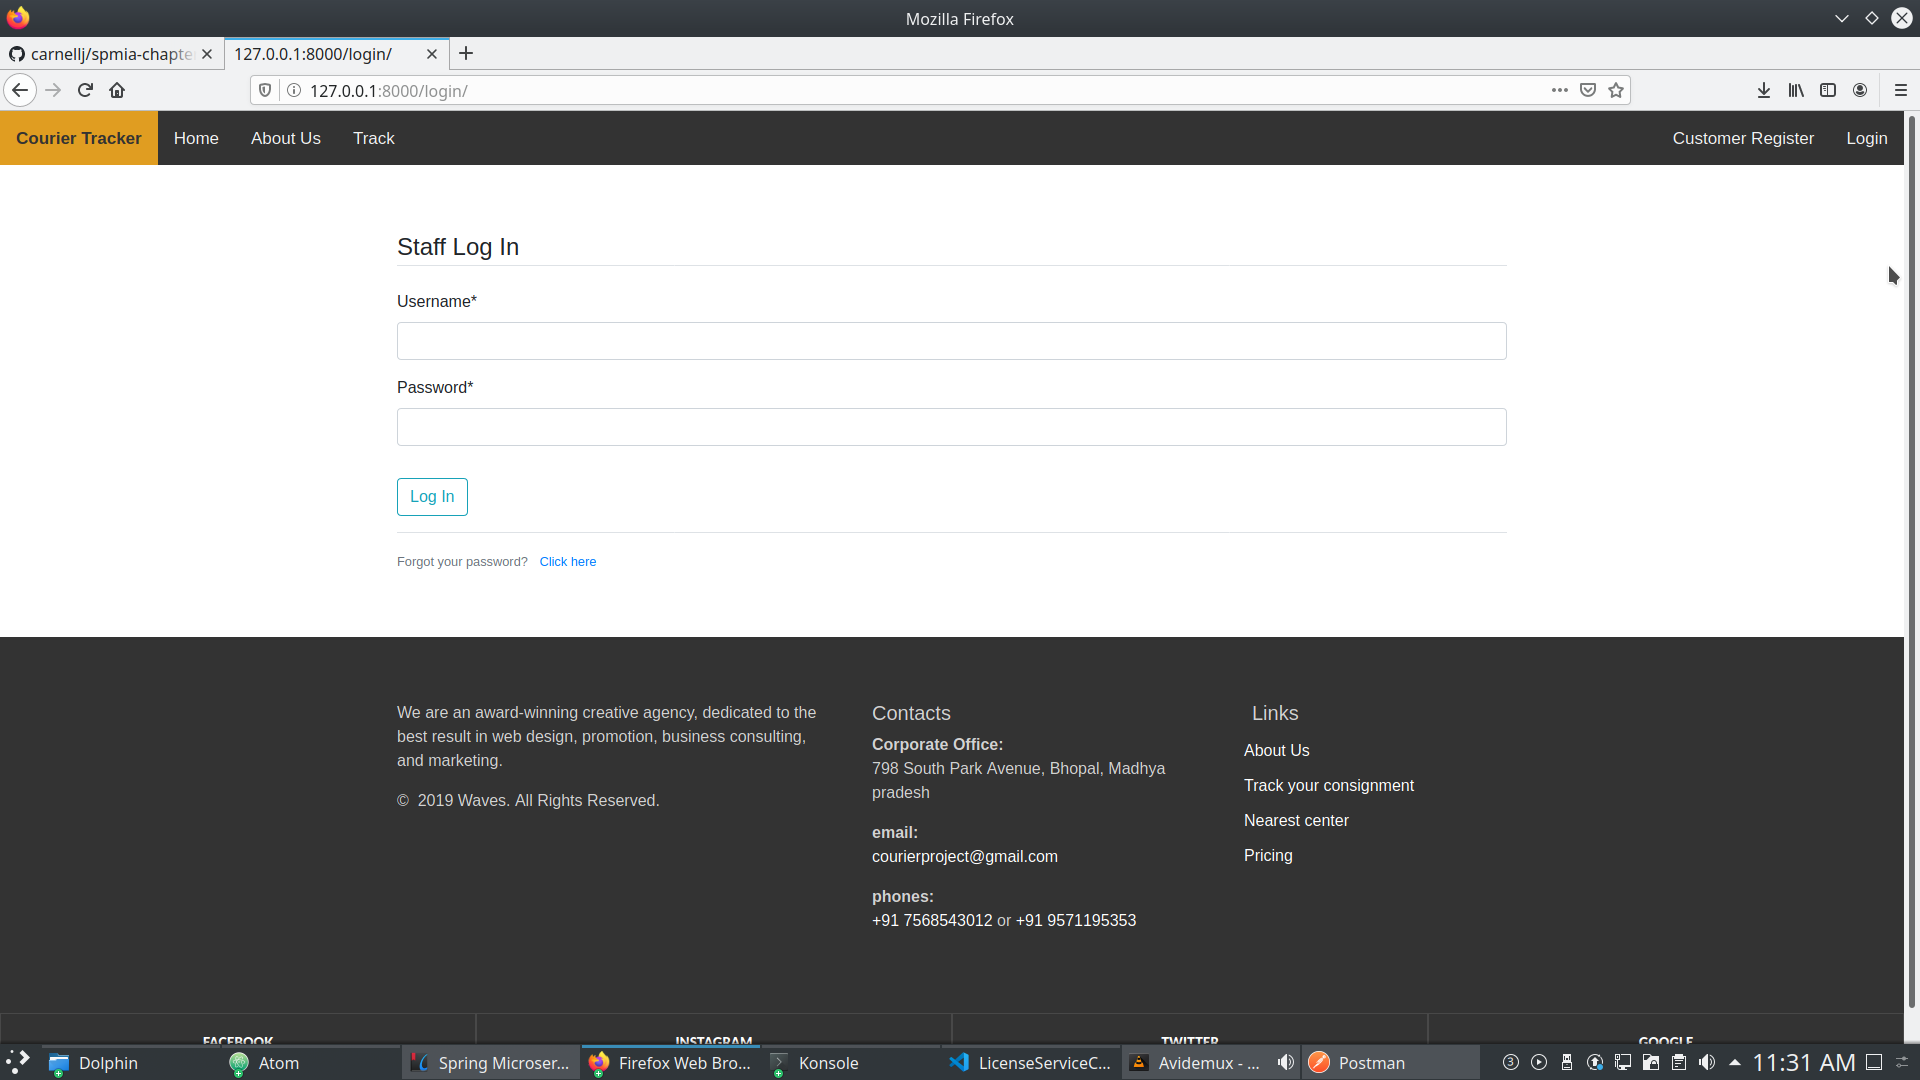 Mozilla Firefox
carnellj/spmia-chapte
127.0.0.1:8000/login/
127.0.0.1:8000/login/
Courier Tracker
Home
About Us
Track
Customer Register
Login
Staff Log In
Username*
Password*
Log In
Forgot your password? Click here
We are an award-winning creative agency, dedicated to the
best result in web design, promotion, business consulting,
and marketing.
© 2019 Waves. All Rights Reserved.
Contacts
Corporate Office:
798 South Park Avenue, Bhopal, Madhya
pradesh
email:
courierproject@gmail.com
phones:
+91 7568543012 or +91 9571195353
Links
About Us
Track your consignment
Nearest center
Pricing
FACEBOOK
INSTAGRAM
TWITTER
GOOGLE
Dolphin
Atom
Spring Microser...
Firefox Web Bro...
Konsole
LicenseServiceC...
Avidemux - ...
Postman
3
11:31 AM